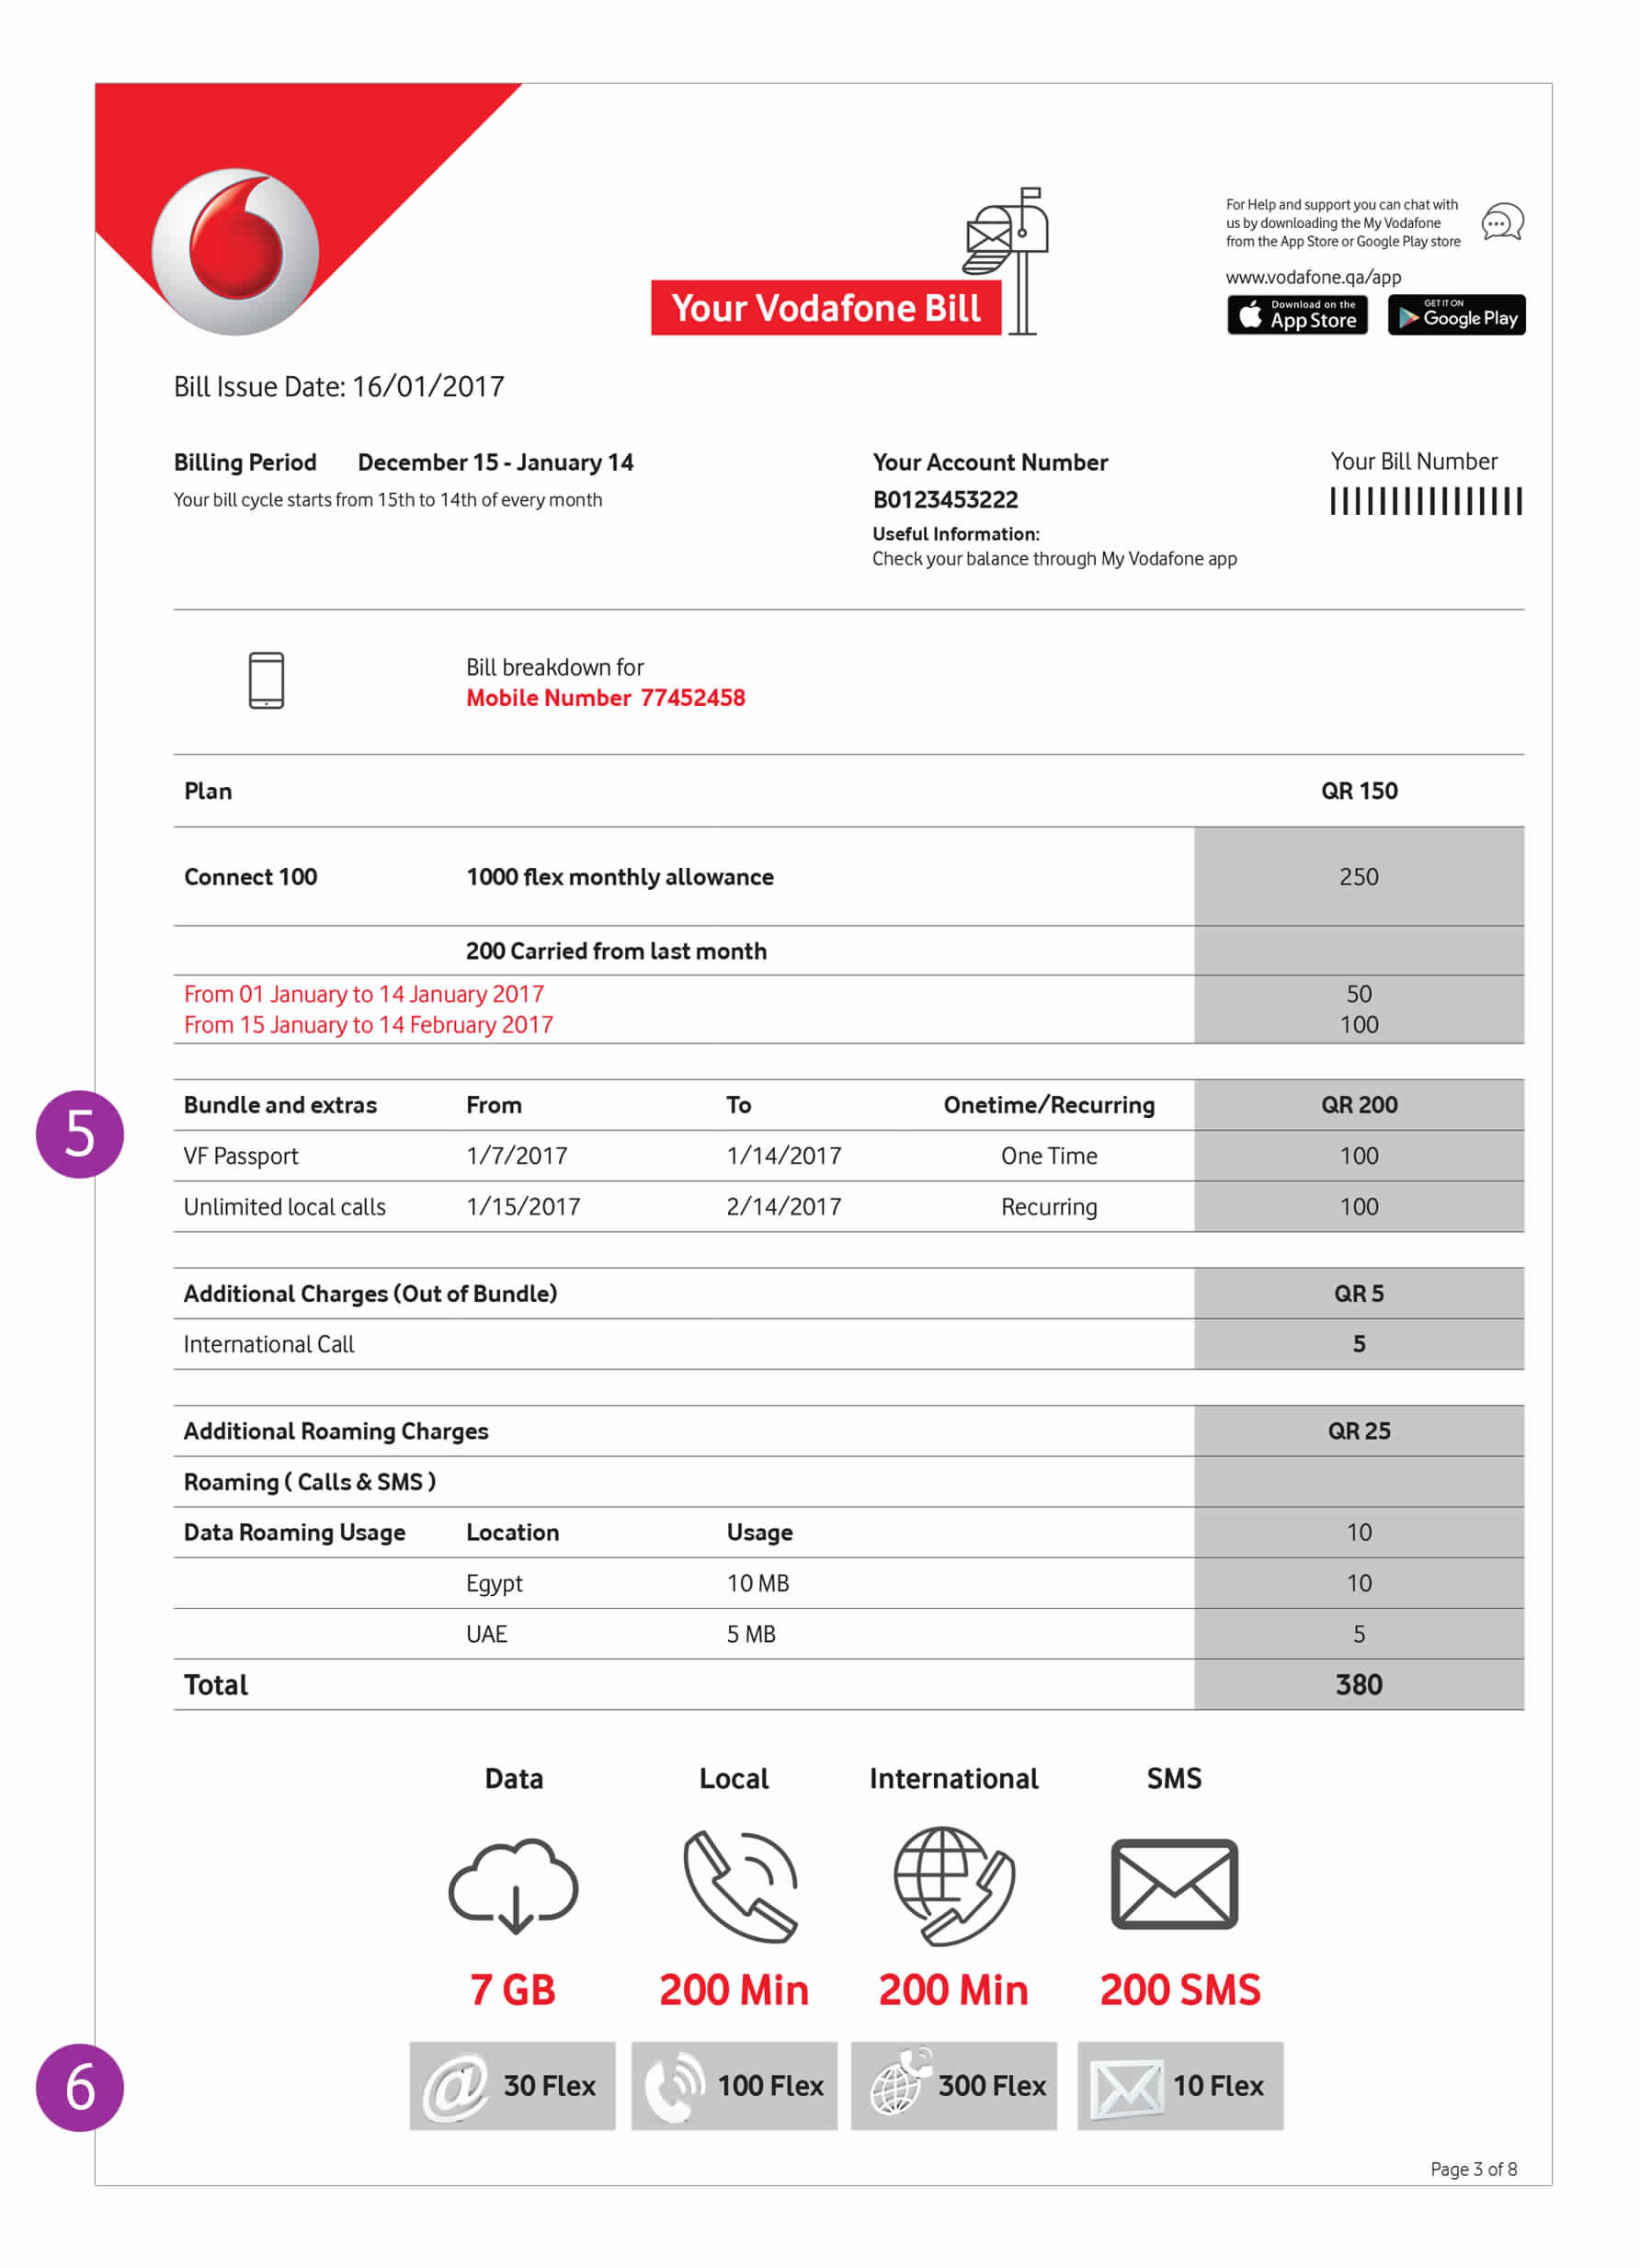 For Help and support you can chat with
us by downloading the My Vodafone
from the App Store or Google Play store
www.vodafone.qa/app
Download on the App Store
GET IT ON Google Play
Your Vodafone Bill
Bill Issue Date: 16/01/2017
Billing Period December 15 - January 14
Your bill cycle starts from 15th to 14th of every month
Your Account Number
B0123453222
Useful Information:
Check your balance through My Vodafone app
Your Bill Number
Bill breakdown for
Mobile Number 77452458
Plan QR 150
Connect 100 1000 flex monthly allowance 250
200 Carried from last month
From 01 January to 14 January 2017 50
From 15 January to 14 February 2017 100
5
Bundle and extras From To Onetime/Recurring QR 200
VF Passport 1/7/2017 1/14/2017 One Time 100
Unlimited local calls 1/15/2017 2/14/2017 Recurring 100
Additional Charges (Out of Bundle) QR 5
International Call 5
Additional Roaming Charges QR 25
Roaming ( Calls & SMS )
Data Roaming Usage Location Usage 10
Egypt 10 MB 10
UAE 5 MB 5
Total 380
Data Local International SMS
7 GB 200 Min 200 Min 200 SMS
6
@ 30 Flex 100 Flex 300 Flex 10 Flex
Page 3 of 8